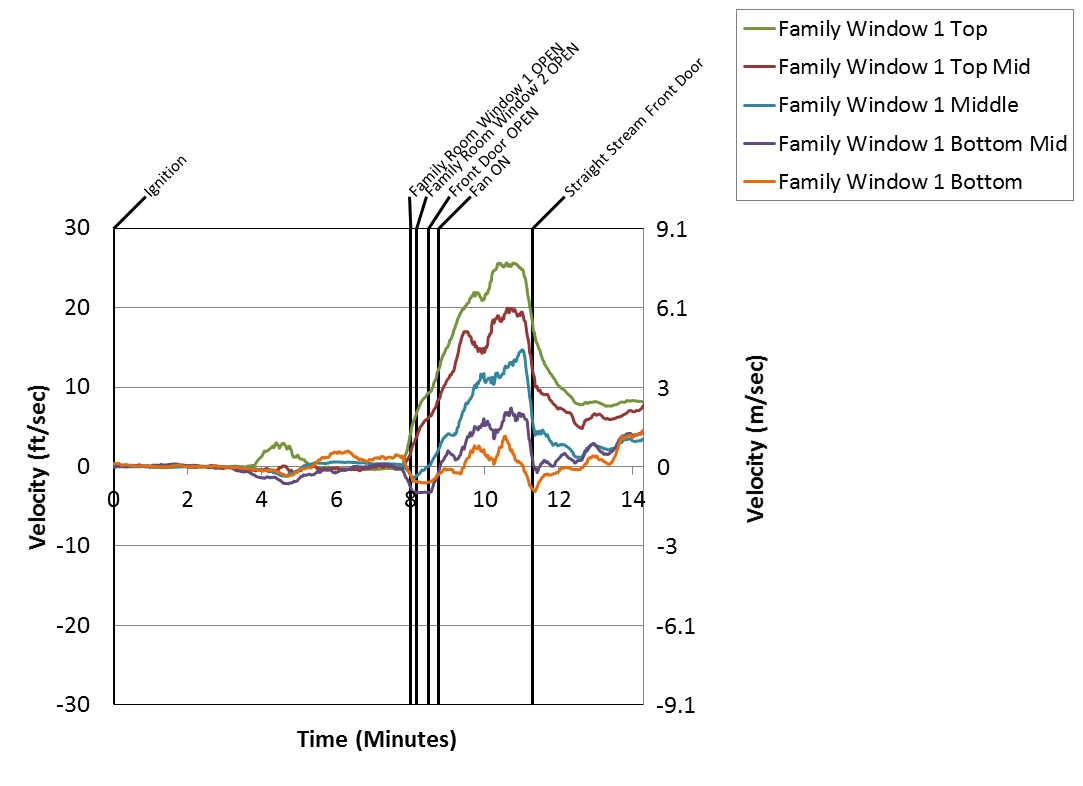 Family Window 1 Top
Family Window 1 Top Mid
Family Window 1 Middle
Family Window 1 Bottom Mid
Family Window 1 Bottom
Ignition
Family Room Window 1 OPEN
Family Room Window 2 OPEN
Front Door OPEN
Fan ON
Straight Stream Front Door
30
20
10
0
-10
-20
-30
9.1
6.1
3
0
-3
-6.1
-9.1
0 2 4 6 8 10 12 14
Velocity (ft/sec)
Velocity (m/sec)
Time (Minutes)